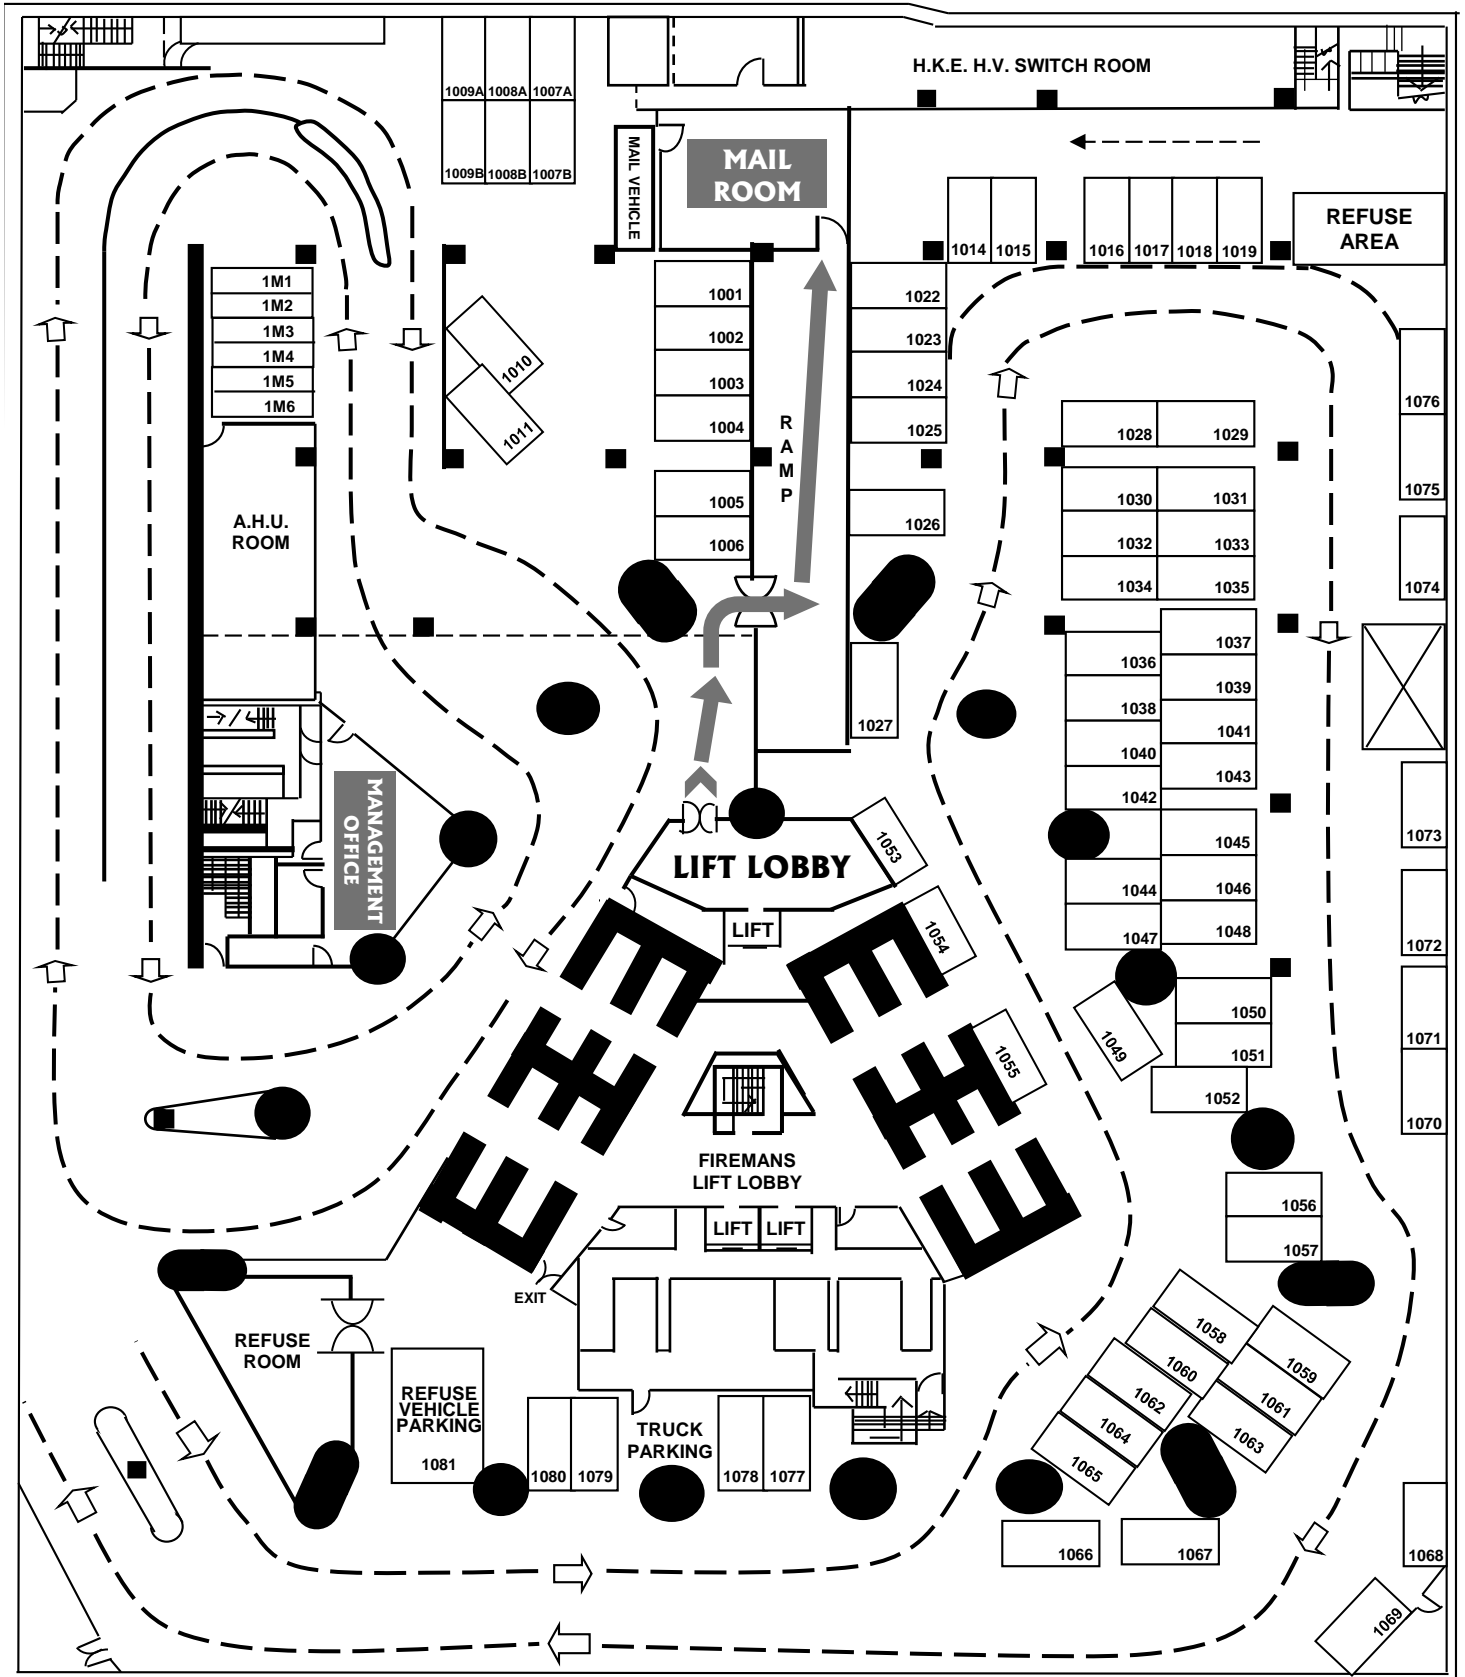 H.K.E. H.V. SWITCH ROOM
1009A 1008A 1007A
1009B 1008B 1007B
MAIL VEHICLE
MAIL
ROOM
1014 1015
1016 1017 1018 1019
REFUSE
AREA
1M1
1M2
1M3
1M4
1M5
1M6
1010
1011
1001
1002
1003
1004
1005
1006
RAMP
1022
1023
1024
1025
1026
1027
1028 1029
1030 1031
1032 1033
1034 1035
1037
1036
1039
1038
1041
1040
1043
1042
1045
1044 1046
1047 1048
1076
1075
1074
1073
1072
1071
1070
A.H.U.
ROOM
MANAGEMENT
OFFICE
LIFT LOBBY
LIFT
1053
1054
1055
1049
1050
1051
1052
1056
1057
FIREMANS
LIFT LOBBY
LIFT LIFT
EXIT
REFUSE
ROOM
REFUSE
VEHICLE
PARKING
1081
1080 1079
TRUCK
PARKING
1078 1077
1058
1059
1060
1061
1062
1063
1064
1065
1066
1067
1068
1069